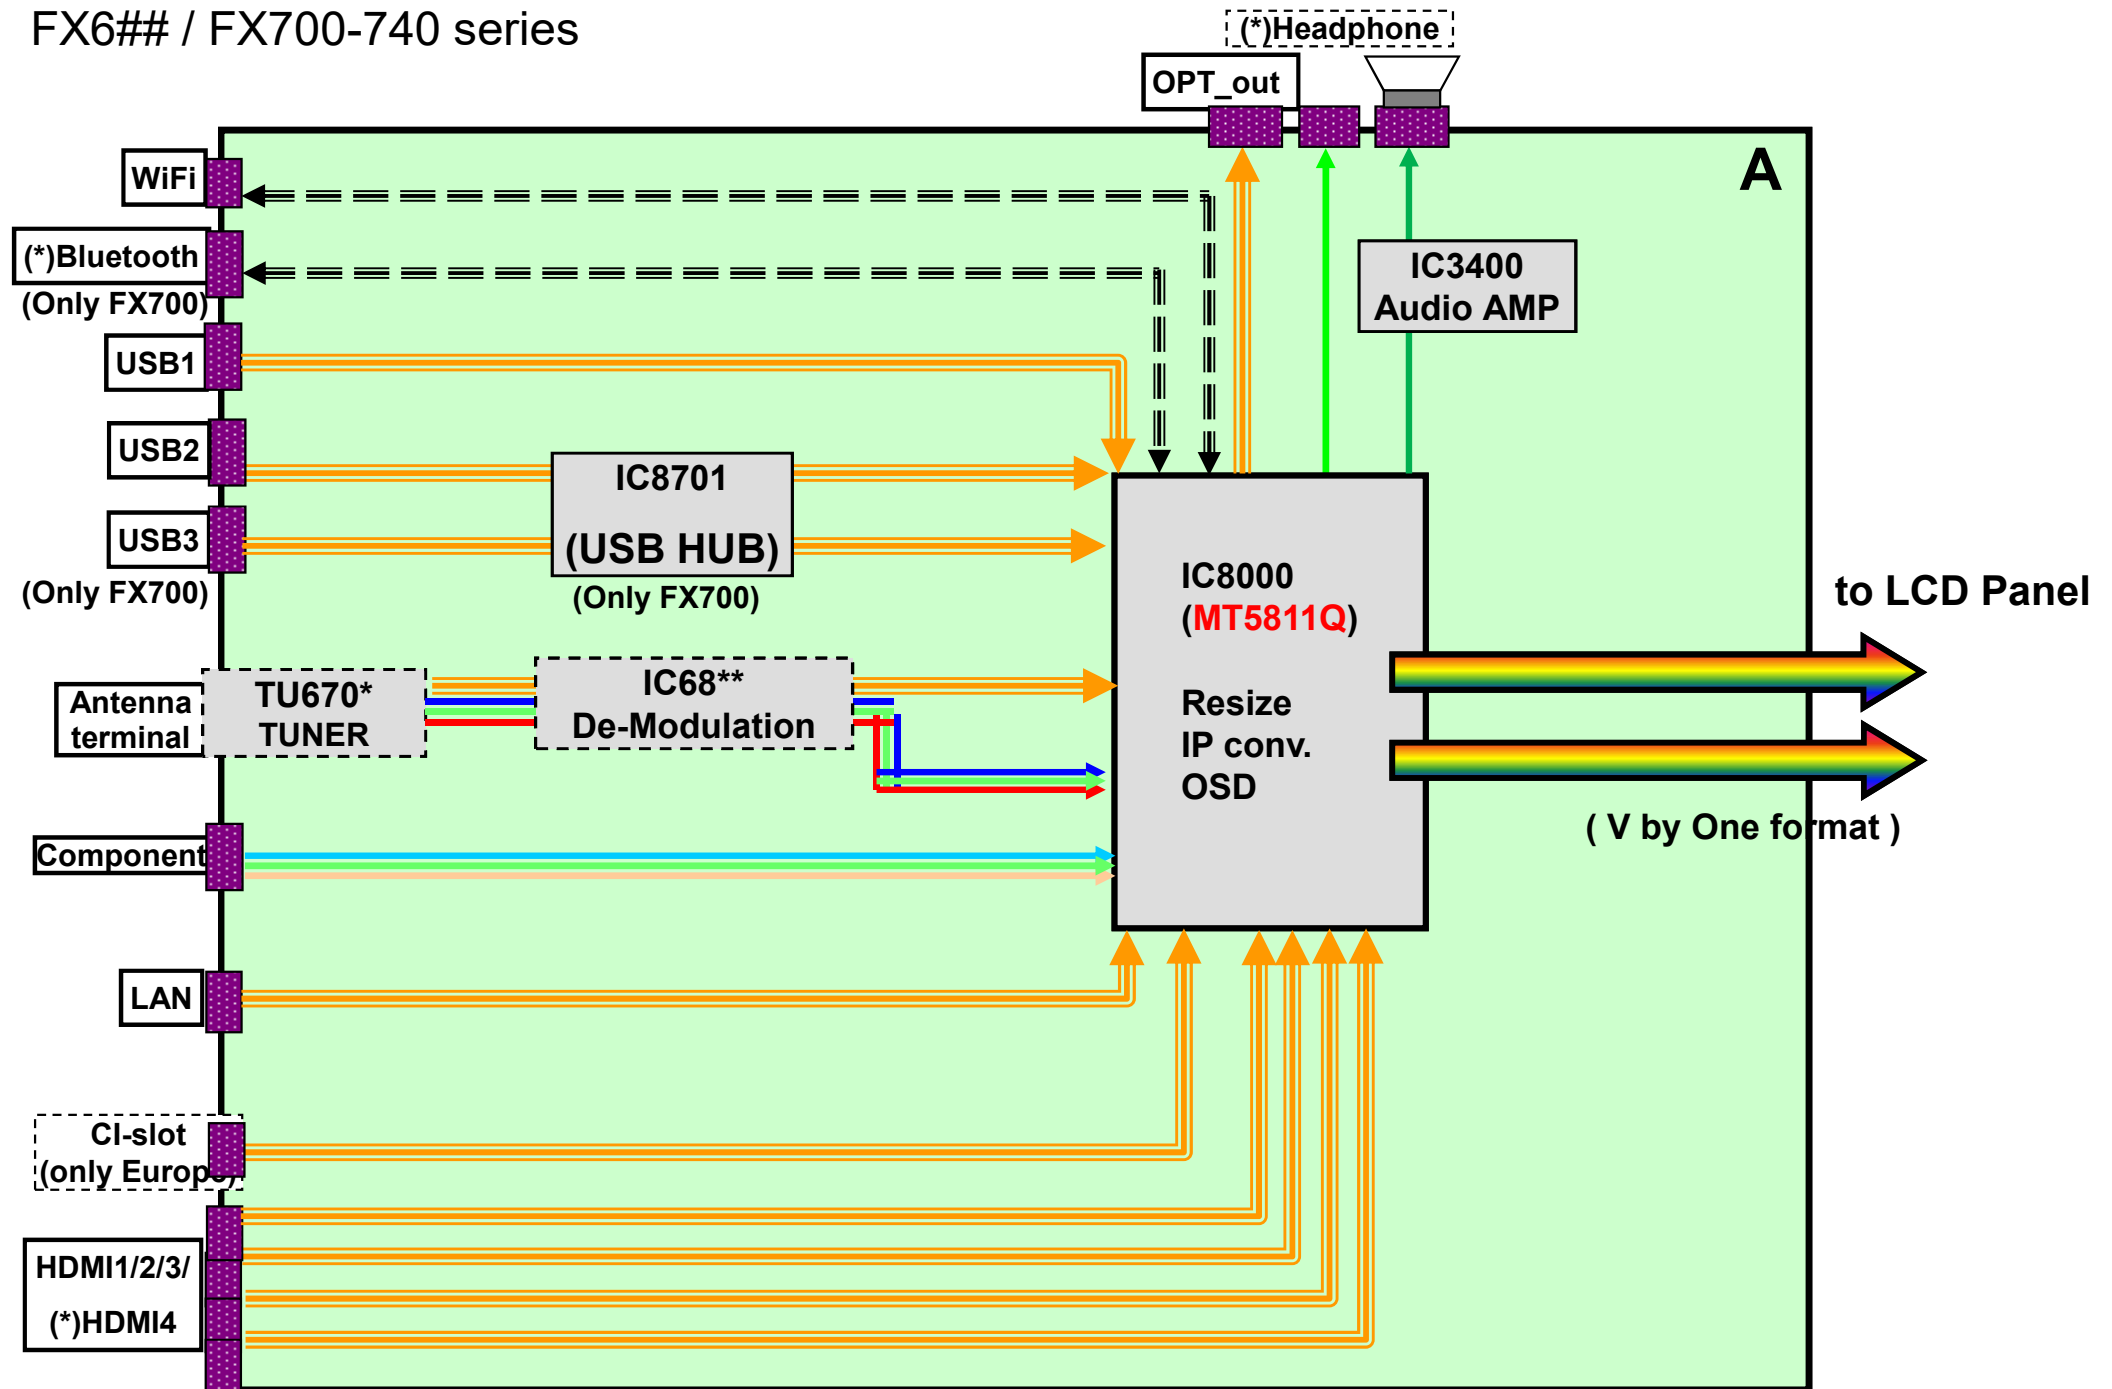 FX6## / FX700-740 series
(*)Headphone
OPT_out
A
WiFi
(*)Bluetooth
(Only FX700)
IC3400
Audio AMP
USB1
USB2
IC8701
(USB HUB)
(Only FX700)
USB3
(Only FX700)
IC8000
(MT5811Q)
Resize
IP conv.
OSD
to LCD Panel
Antenna
terminal
TU670*
TUNER
IC68**
De-Modulation
( V by One format )
Component
LAN
CI-slot
(only Europe)
HDMI1/2/3/
(*)HDMI4